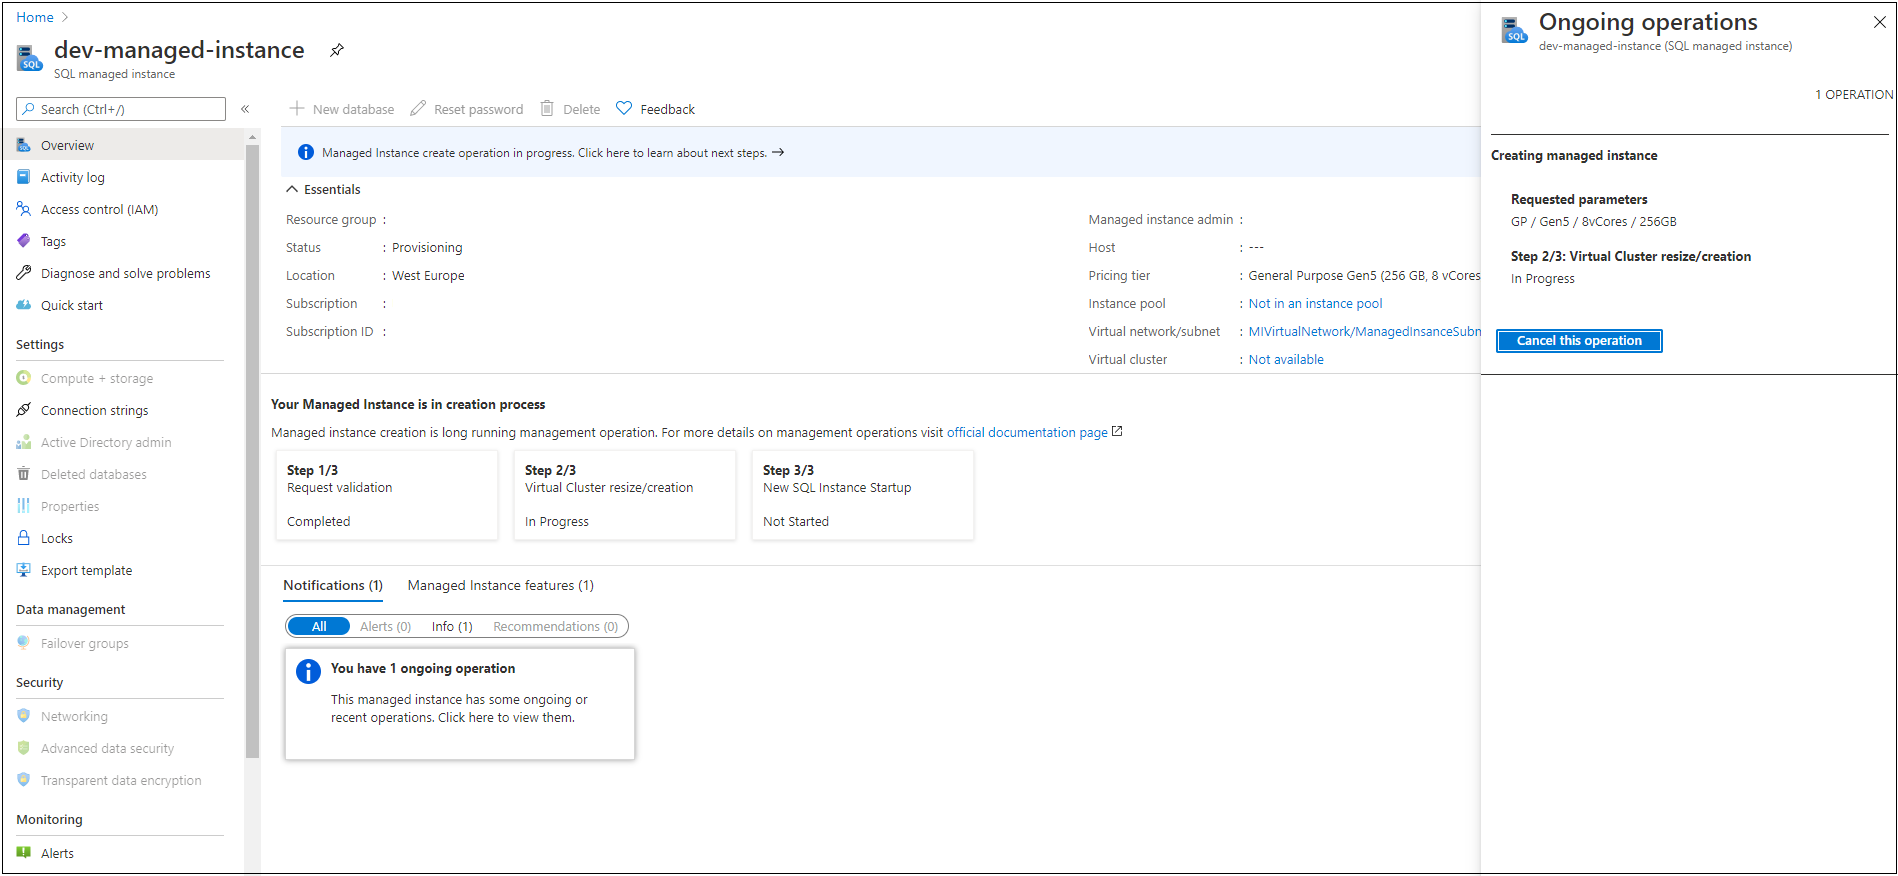 Home
dev-managed-instance
SQL managed instance
Search (Ctrl+/)
«
Overview
Activity log
Access control (IAM)
Tags
Diagnose and solve problems
Quick start
Settings
Compute + storage
Connection strings
Active Directory admin
Deleted databases
Properties
Locks
Export template
Data management
Failover groups
Security
Networking
Advanced data security
Transparent data encryption
Monitoring
Alerts
New database Reset password Delete Feedback
Managed Instance create operation in progress. Click here to learn about next steps. →
Essentials
Resource group :
Status : Provisioning
Location : West Europe
Subscription :
Subscription ID :
Managed instance admin :
Host : ---
Pricing tier : General Purpose Gen5 (256 GB, 8 vCores
Instance pool : Not in an instance pool
Virtual network/subnet : MIVirtualNetwork/ManagedInsanceSubn
Virtual cluster : Not available
Your Managed Instance is in creation process
Managed instance creation is long running management operation. For more details on management operations visit official documentation page
Step 1/3
Request validation
Completed
Step 2/3
Virtual Cluster resize/creation
In Progress
Step 3/3
New SQL Instance Startup
Not Started
Notifications (1) Managed Instance features (1)
All Alerts (0) Info (1) Recommendations (0)
You have 1 ongoing operation
This managed instance has some ongoing or
recent operations. Click here to view them.
SQL
Ongoing operations
dev-managed-instance (SQL managed instance)
1 OPERATION
Creating managed instance
Requested parameters
GP / Gen5 / 8vCores / 256GB
Step 2/3: Virtual Cluster resize/creation
In Progress
Cancel this operation